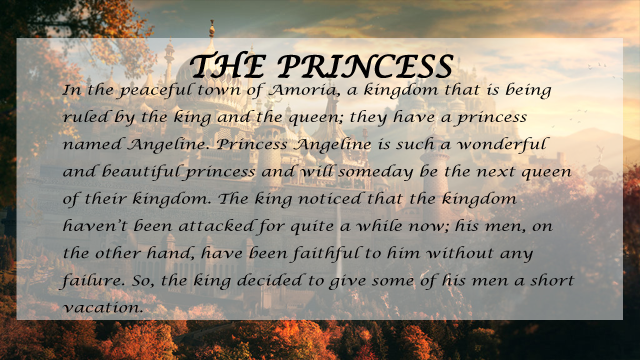 THE PRINCESS
In the peaceful town of Amoria, a kingdom that is being
ruled by the king and the queen; they have a princess
named Angeline. Princess Angeline is such a wonderful
and beautiful princess and will someday be the next queen
of their kingdom. The king noticed that the kingdom
haven't been attacked for quite a while now; his men, on
the other hand, have been faithful to him without any
failure. So, the king decided to give some of his men a short
vacation.